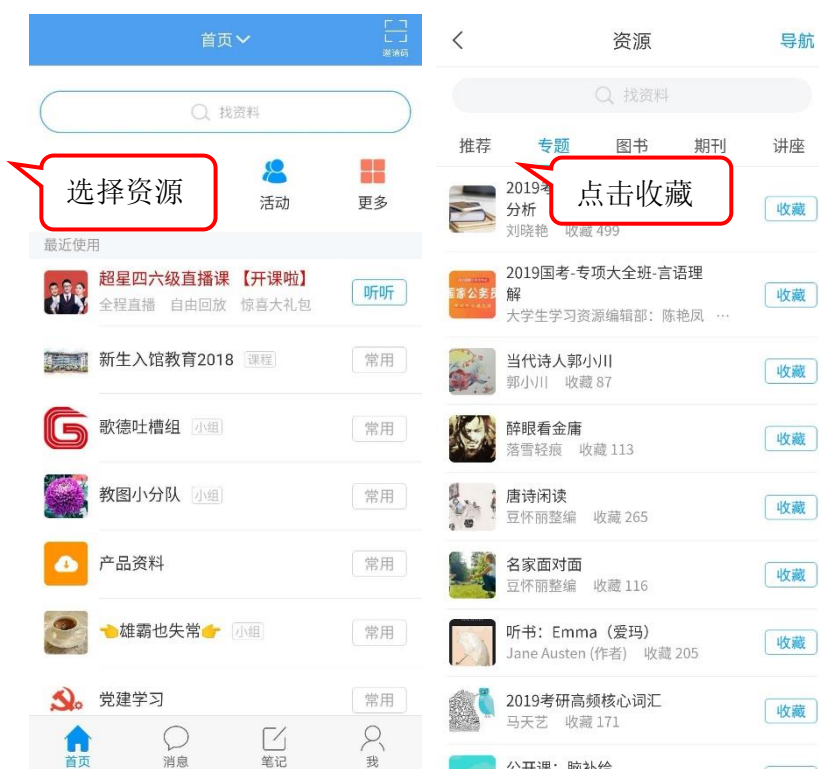 首页
邀请码
找资料
选择资源
活动
更多
最近使用
超星四六级直播课 【开课啦】
全程直播 自由回放 惊喜大礼包
听听
新生入馆教育2018 课程
常用
歌德吐槽组 小组
常用
教图小分队 小组
常用
产品资料
常用
👈雄霸也失常👉 小组
常用
党建学习
常用
首页
消息
笔记
我
资源
导航
找资料
推荐
专题
图书
期刊
讲座
点击收藏
2019考
分析
刘晓艳 收藏 499
收藏
2019国考-专项大全班-言语理
解
大学生学习资源编辑部：陈艳凤 …
收藏
当代诗人郭小川
郭小川 收藏 87
收藏
醉眼看金庸
落雪轻痕 收藏 113
收藏
唐诗闲读
豆怀丽整编 收藏 265
收藏
名家面对面
豆怀丽整编 收藏 116
收藏
听书：Emma（爱玛）
Jane Austen (作者) 收藏 205
收藏
2019考研高频核心词汇
马天艺 收藏 171
收藏
公开课：脑补给